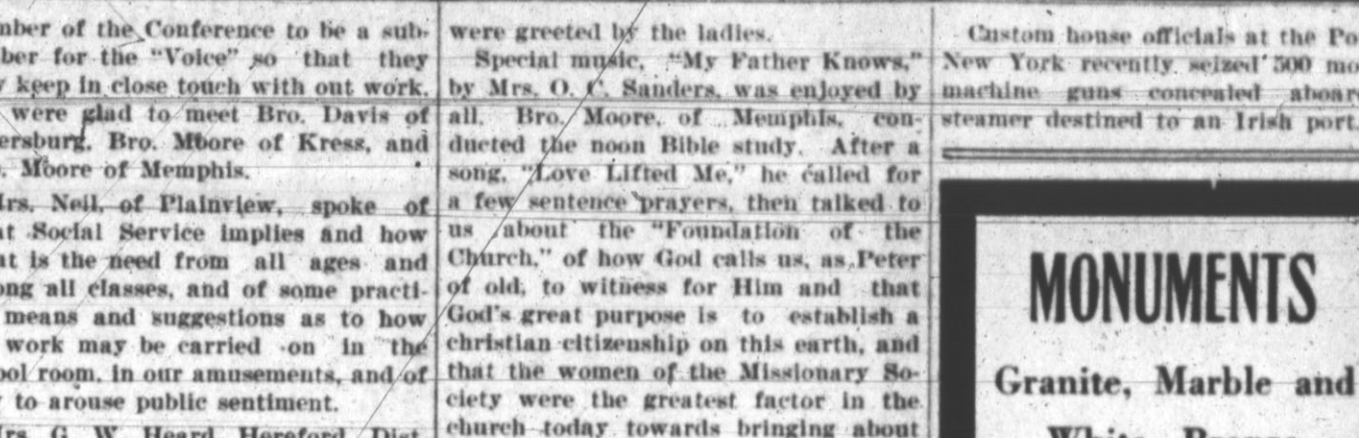 mber of the Conference to be a sub-
ber for the "Voice" so that they
keep in close touch with out work.
were glad to meet Bro. Davis of
ersburg, Bro. Moore of Kress, and
Moore of Memphis.
Mrs. Neil, of Plainview, spoke of
Social Service implies and how
is the need from all ages and
ong all classes, and of some practi-
means and suggestions as to how
work may be carried on in the
ool room, in our amusements, and of
to arouse public sentiment.
Mrs. G. W. Heard, Hereford Dist.
were greeted by the ladies.
Special music, "My Father Knows,"
by Mrs. O. C. Sanders, was enjoyed by
all. Bro. Moore, of Memphis, con-
ducted the noon Bible study. After a
song, "Love Lifted Me," he called for
a few sentence prayers, then talked to
us about the "Foundation of the
Church," of how God calls us, as Peter
of old, to witness for Him and that
God's great purpose is to establish a
christian citizenship on this earth, and
that the women of the Missionary So-
ciety were the greatest factor in the
church today towards bringing about
Custom house officials at the Po
New York recently seized 500 mo
machine guns concealed aboar
steamer destined to an Irish port.
MONUMENTS
Granite, Marble and
White